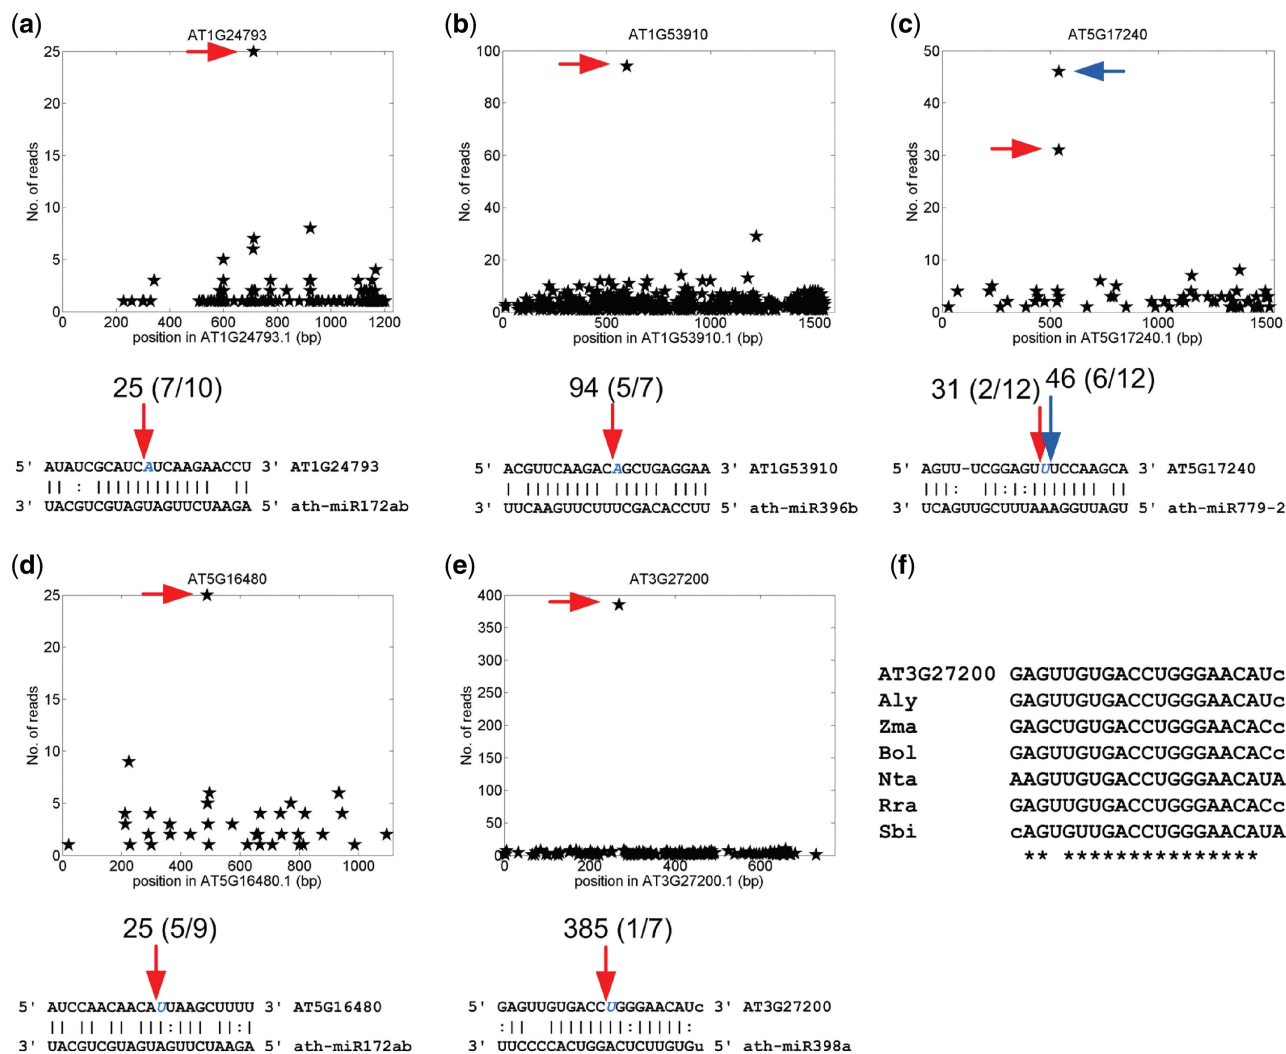 (a)
AT1G24793
25
20
15
10
5
0
No. of reads
0 200 400 600 800 1000 1200
position in AT1G24793.1 (bp)
25 (7/10)
5' AUAUCGCAUCAUCAAGAACCU 3' AT1G24793
3' UACGUCGUAGUAGUUCUAAGA 5' ath-miR172ab
(b)
AT1G53910
100
80
60
40
20
0
No. of reads
0 500 1000 1500
position in AT1G53910.1 (bp)
94 (5/7)
5' ACGUUCAAGACAGCUGAGGAA 3' AT1G53910
3' UUCAAGUUCUUUCGACACCUU 5' ath-miR396b
(c)
AT5G17240
50
40
30
20
10
0
No. of reads
0 500 1000 1500
position in AT5G17240.1 (bp)
31 (2/12) 46 (6/12)
5' AGUU-UCGGAGUUUCCAAGCA 3' AT5G17240
3' UCAGUUGCUUUAAAGGUUAGU 5' ath-miR779-2
(d)
AT5G16480
25
20
15
10
5
0
No. of reads
0 200 400 600 800 1000
position in AT5G16480.1 (bp)
25 (5/9)
5' AUCCAACAACAUUAAGCUUUU 3' AT5G16480
3' UACGUCGUAGUAGUUCUAAGA 5' ath-miR172ab
(e)
AT3G27200
400
350
300
250
200
150
100
50
0
No. of reads
0 200 400 600
position in AT3G27200.1 (bp)
385 (1/7)
5' GAGUUGUGACCUGGGAACAUc 3' AT3G27200
3' UUCCCCACUGGACUCUUGUGu 5' ath-miR398a
(f)
AT3G27200 GAGUUGUGACCUGGGAACAUc
Aly GAGUUGUGACCUGGGAACAUc
Zma GAGCUGUGACCUGGGAACACc
Bol GAGUUGUGACCUGGGAACACc
Nta AAGUUGUGACCUGGGAACAUA
Rra GAGUUGUGACCUGGGAACACc
Sbi cAGUGUUGACCUGGGAACAUA
** ***************